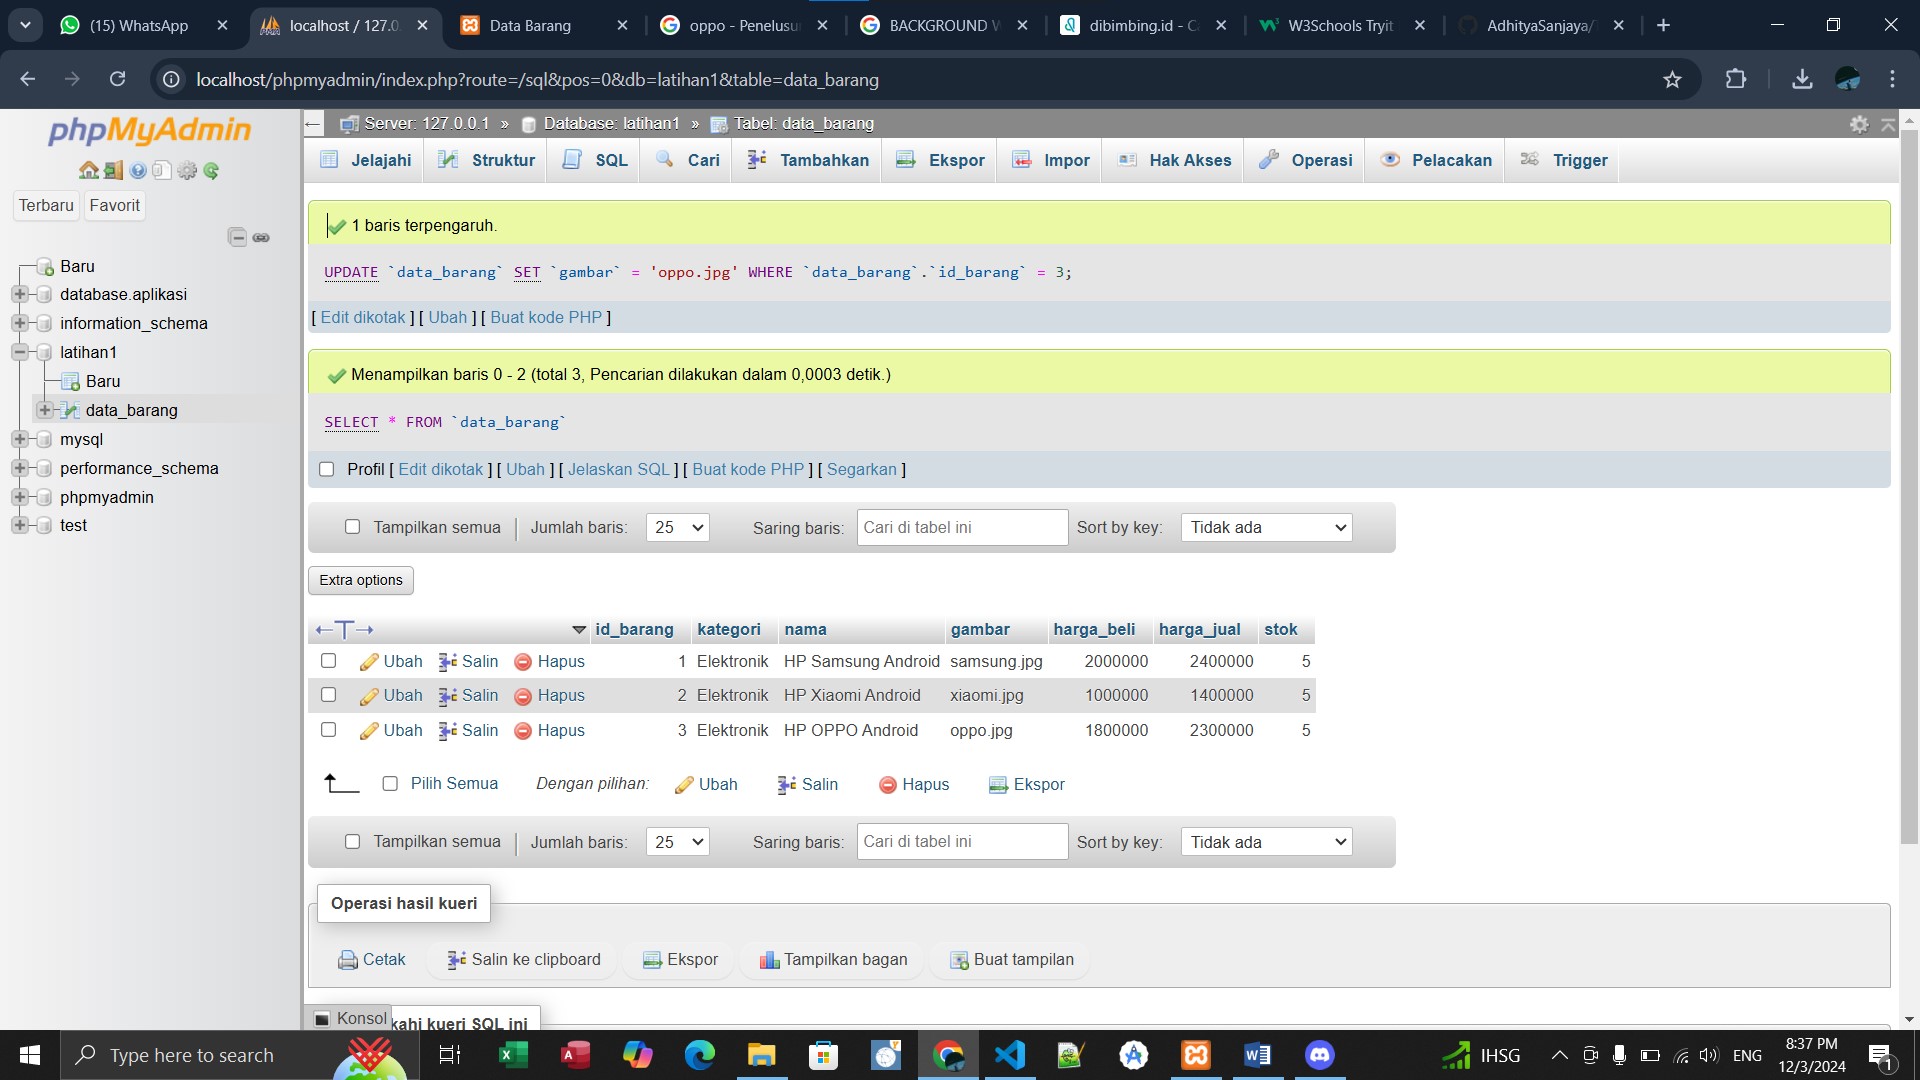 (15) WhatsApp
localhost / 127.0.
Data Barang
oppo - Penelusu
BACKGROUND W
dibimbing.id - Ca
W3Schools Tryit
AdhityaSanjaya/
localhost/phpmyadmin/index.php?route=/sql&pos=0&db=latihan1&table=data_barang
phpMyAdmin
Terbaru Favorit
Baru
database.aplikasi
information_schema
latihan1
Baru
data_barang
mysql
performance_schema
phpmyadmin
test
Server: 127.0.0.1 » Database: latihan1 » Tabel: data_barang
Jelajahi Struktur SQL Cari Tambahkan Ekspor Impor Hak Akses Operasi Pelacakan Trigger
1 baris terpengaruh.
UPDATE `data_barang` SET `gambar` = 'oppo.jpg' WHERE `data_barang`.`id_barang` = 3;
[ Edit dikotak ] [ Ubah ] [ Buat kode PHP ]
Menampilkan baris 0 - 2 (total 3, Pencarian dilakukan dalam 0,0003 detik.)
SELECT * FROM `data_barang`
Profil [ Edit dikotak ] [ Ubah ] [ Jelaskan SQL ] [ Buat kode PHP ] [ Segarkan ]
Tampilkan semua | Jumlah baris: 25 Saring baris: Cari di tabel ini Sort by key: Tidak ada
Extra options
id_barang kategori nama gambar harga_beli harga_jual stok
Ubah Salin Hapus 1 Elektronik HP Samsung Android samsung.jpg 2000000 2400000 5
Ubah Salin Hapus 2 Elektronik HP Xiaomi Android xiaomi.jpg 1000000 1400000 5
Ubah Salin Hapus 3 Elektronik HP OPPO Android oppo.jpg 1800000 2300000 5
Pilih Semua Dengan pilihan: Ubah Salin Hapus Ekspor
Tampilkan semua | Jumlah baris: 25 Saring baris: Cari di tabel ini Sort by key: Tidak ada
Operasi hasil kueri
Cetak Salin ke clipboard Ekspor Tampilkan bagan Buat tampilan
Konsol
kahi kueri SQL ini
Type here to search
IHSG
ENG
8:37 PM
12/3/2024
1